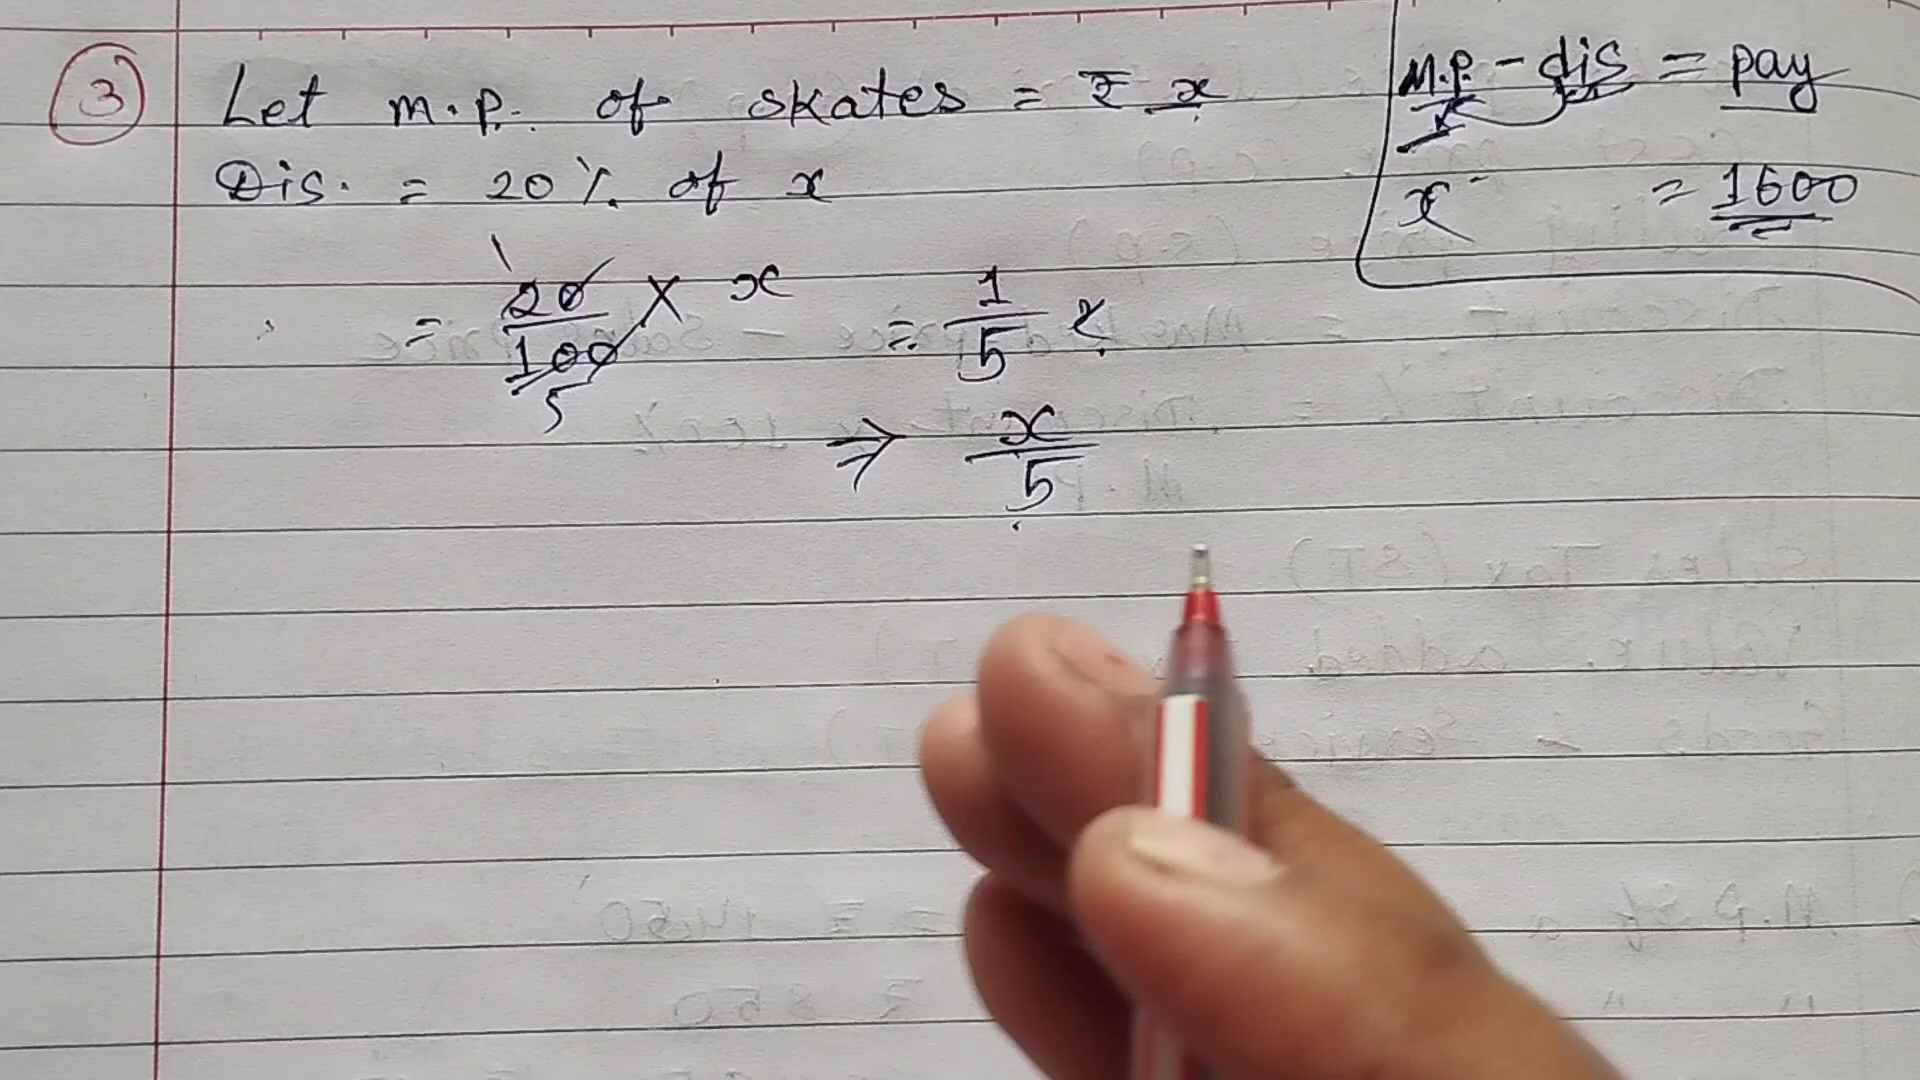 ③ Let M.P. of skates = ₹ x
Dis. = 20% of x
= 20/100 × x = 1/5 x
5
⇒ x/5
M.P. - dis = pay
x - = 1600